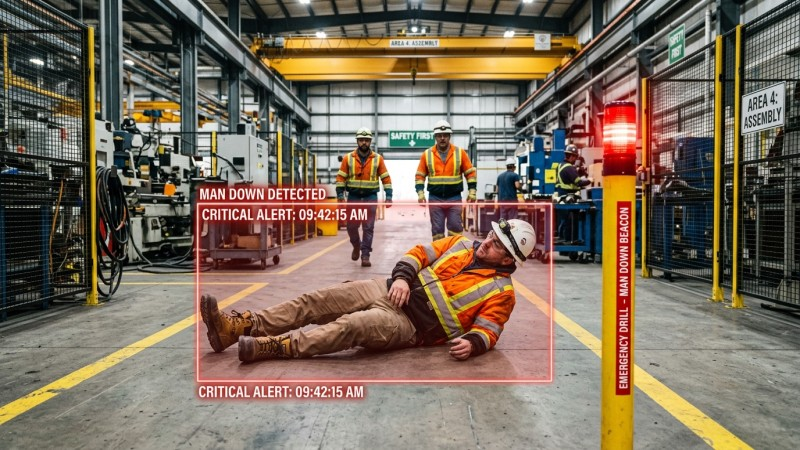 AREA 4: ASSEMBLY
SAFETY FIRST
AREA 4:
ASSEMBLY
MAN DOWN DETECTED
CRITICAL ALERT: 09:42:15 AM
EMERGENCY DRILL - MAN DOWN BEACON
CRITICAL ALERT: 09:42:15 AM